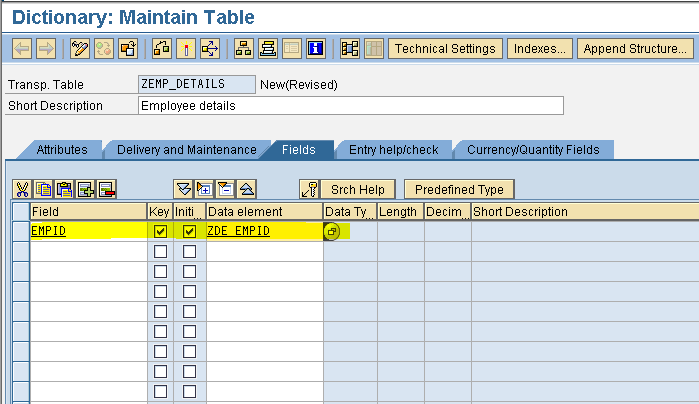 Dictionary: Maintain Table
Technical Settings Indexes... Append Structure...
Transp. Table ZEMP_DETAILS New(Revised)
Short Description Employee details
Attributes Delivery and Maintenance Fields Entry help/check Currency/Quantity Fields
Srch Help Predefined Type
Field Key Initi... Data element Data Ty... Length Decim... Short Description
EMPID ZDE_EMPID